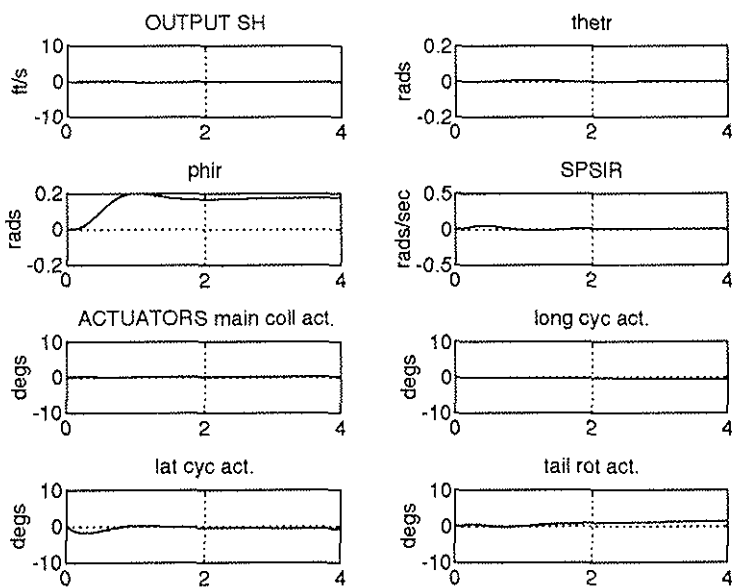 OUTPUT SH
thetr
10
0
-10
ft/s
0 2 4
0.2
0
-0.2
rads
0 2 4
phir
SPSIR
0.2
0
-0.2
rads
0 2 4
0.5
0
-0.5
rads/sec
0 2 4
ACTUATORS main coll act.
long cyc act.
10
0
-10
degs
0 2 4
10
0
-10
degs
0 2 4
lat cyc act.
tail rot act.
10
0
-10
degs
0 2 4
10
0
-10
degs
0 2 4